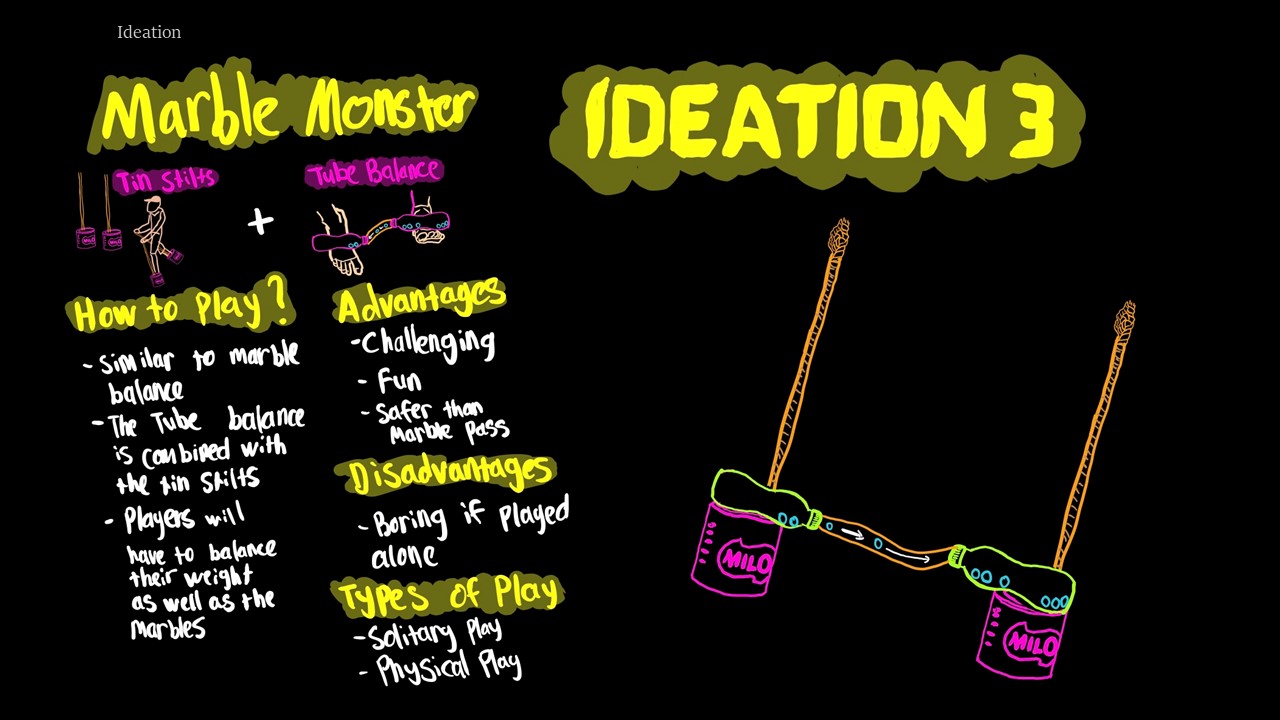 Ideation
Marble Monster
IDEATION 3
Tin Stilts
Tube Balance
+
MILO
MILO
How to Play?
- Similar to marble
balance
- The Tube balance
is combined with
the tin stilts
- Players will
have to balance
their weight
as well as the
marbles
Advantages
- Challenging
- Fun
- Safer than
Marble Pass
Disadvantages
- Boring if played
alone
Types of Play
- Solitary Play
- Physical Play
MILO
MILO